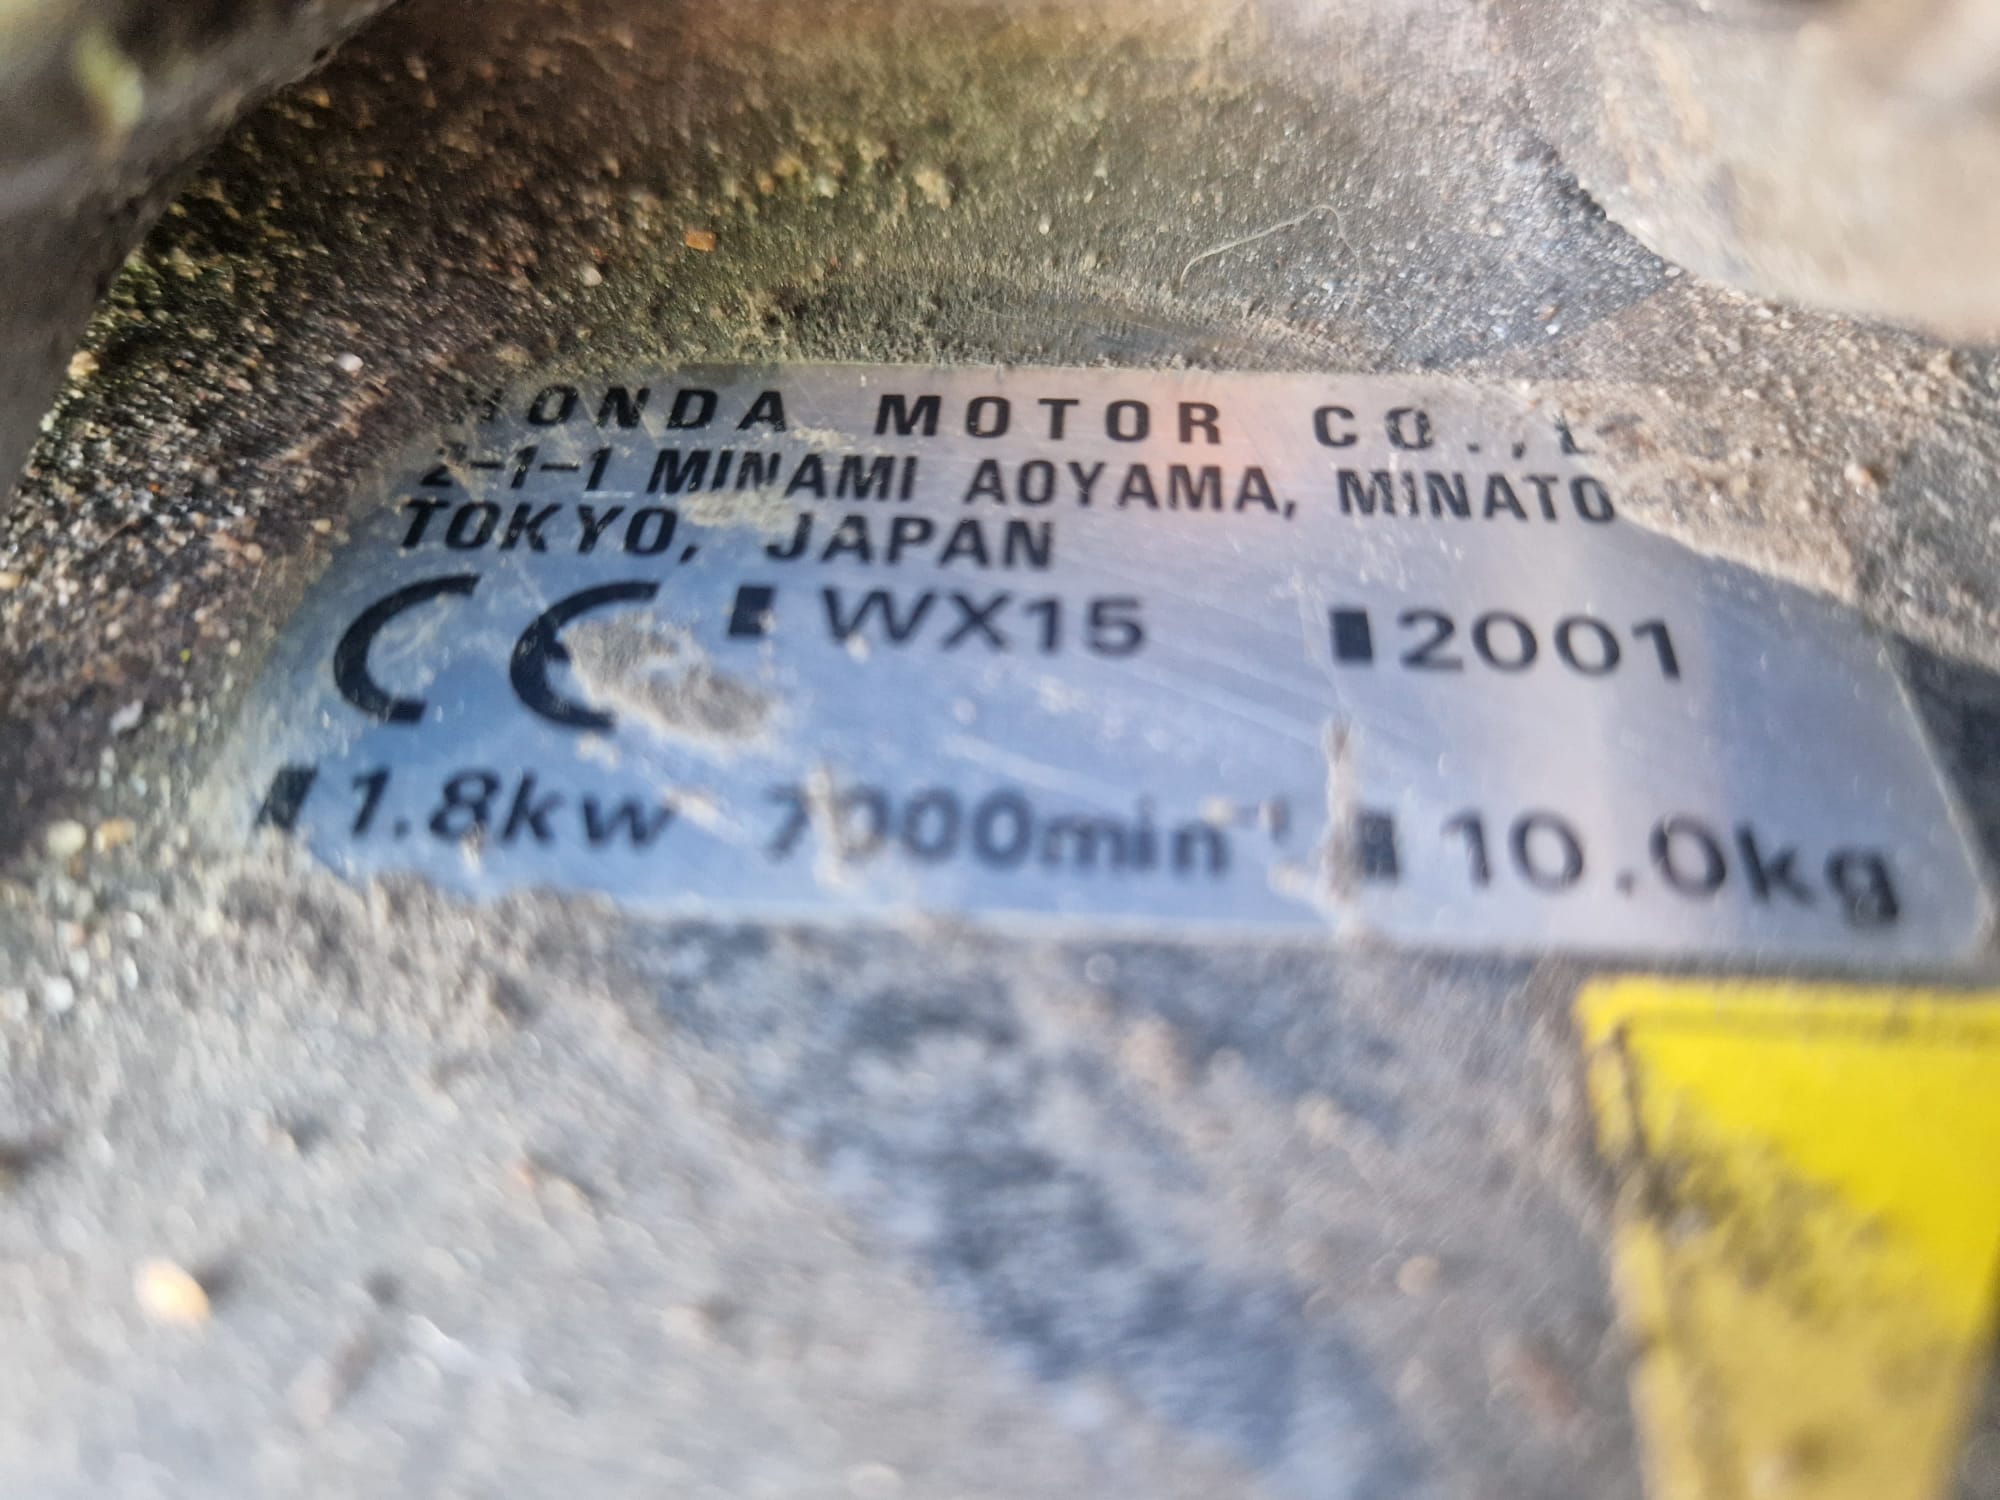 HONDA MOTOR CO.,L
2-1-1 MINAMI AOYAMA, MINATO
TOKYO, JAPAN
CE WX15 2001
1.8kw 7000min⁻¹ 10.0kg